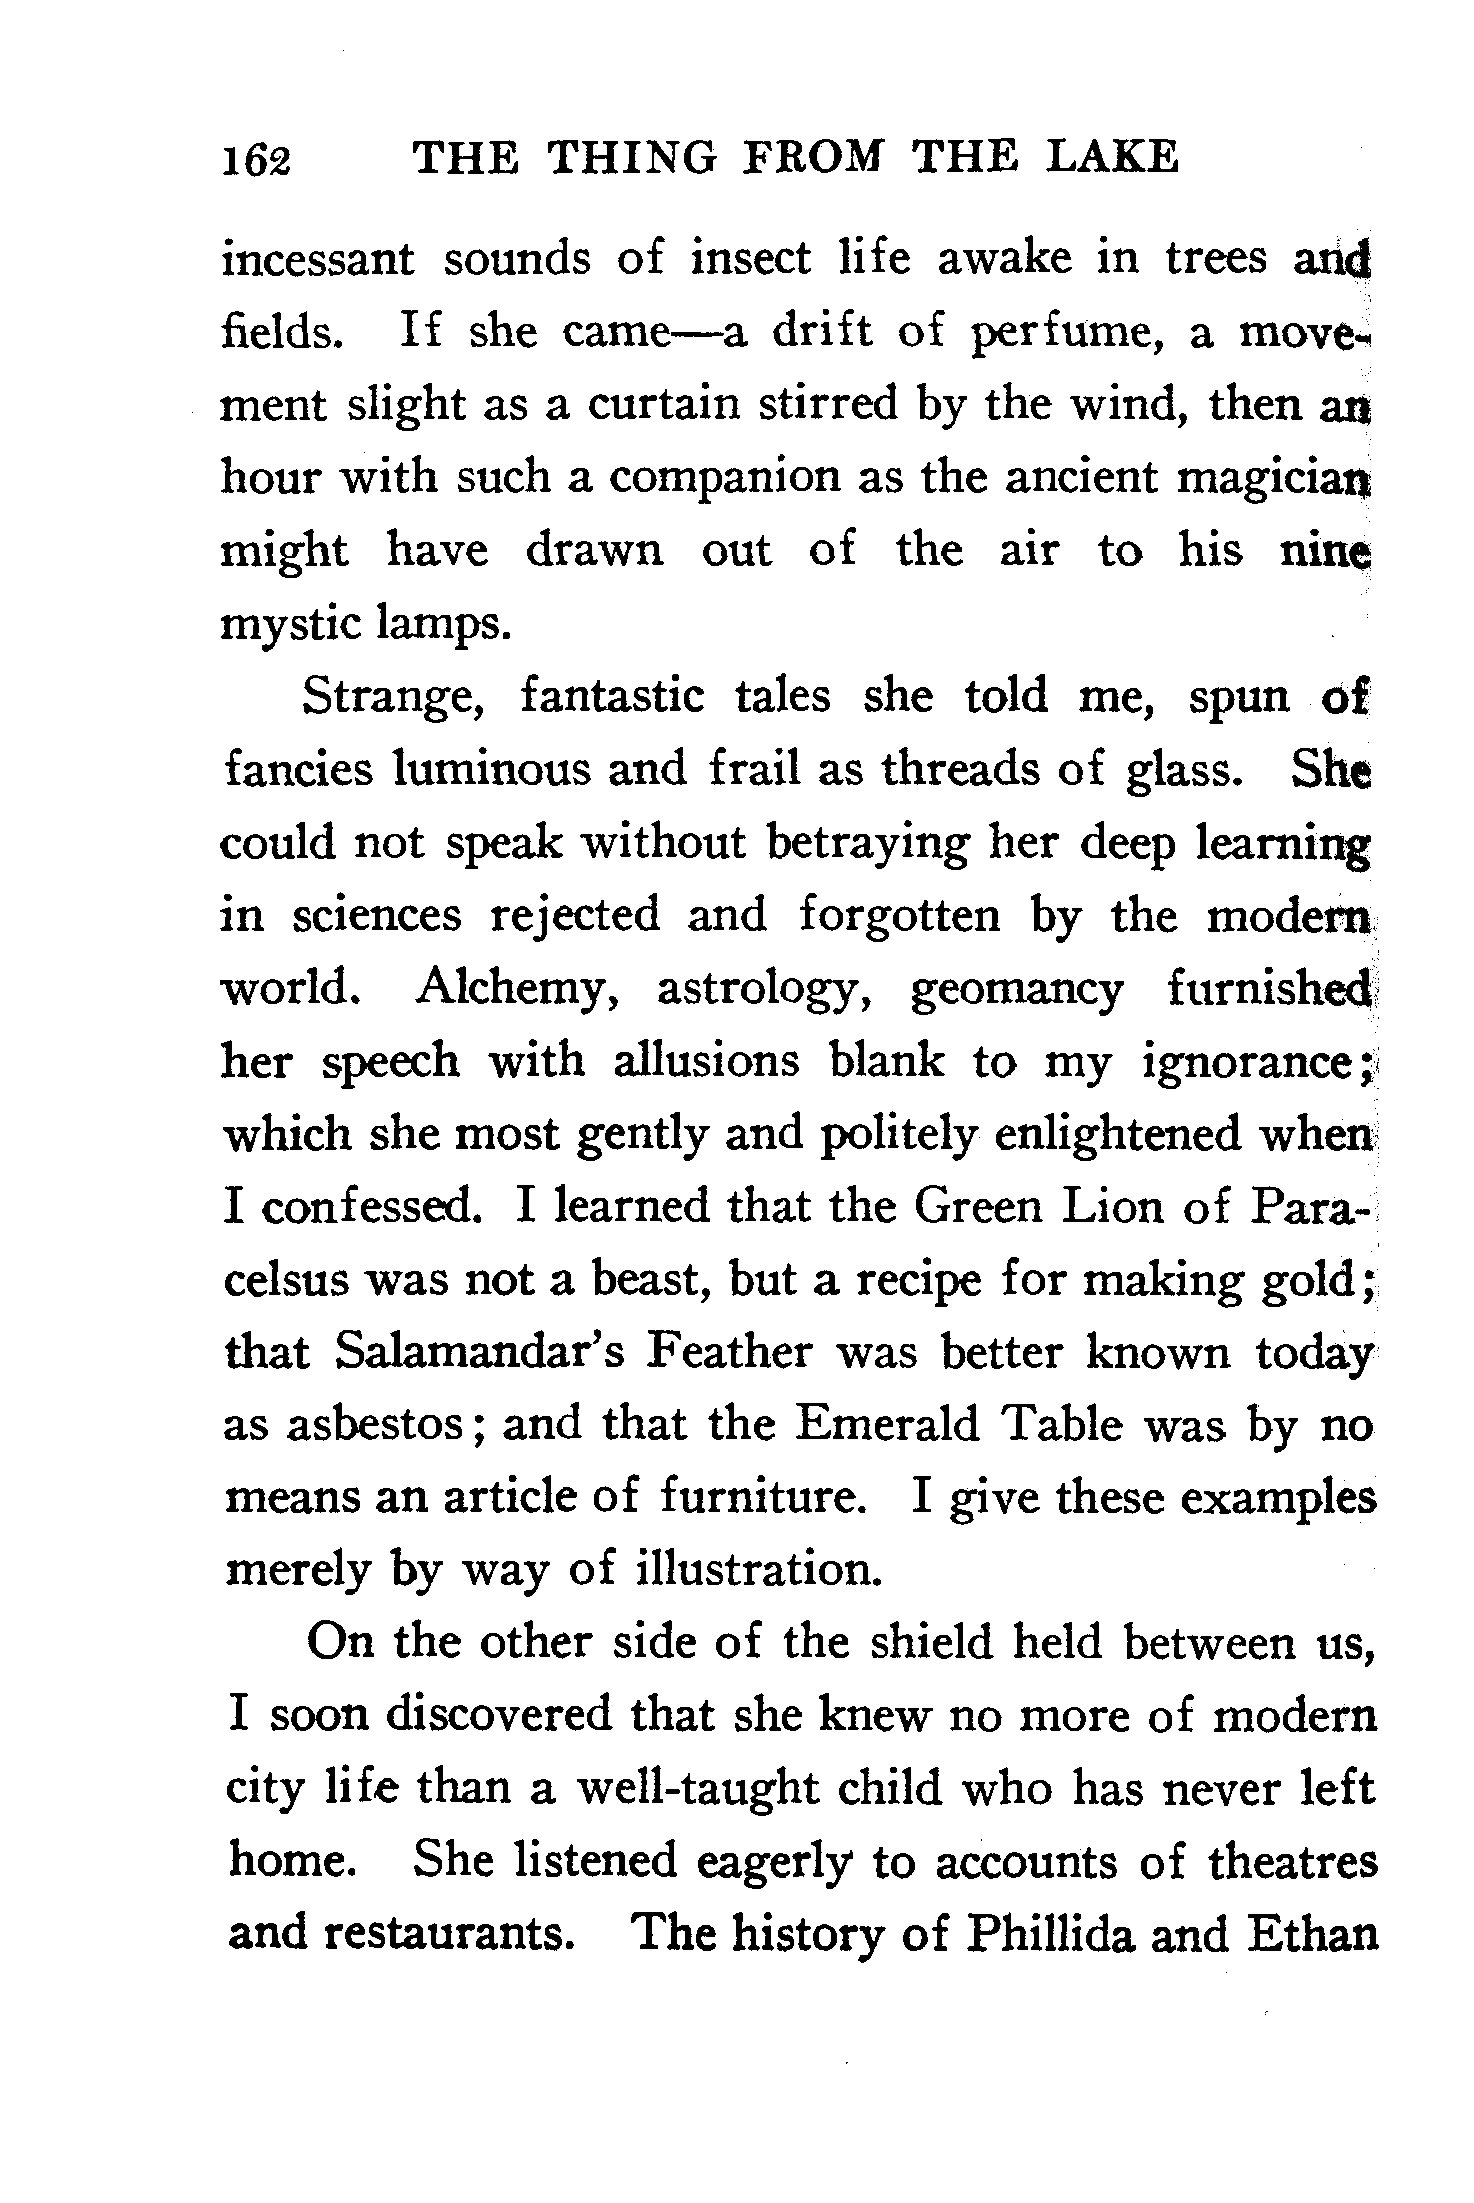 162 THE THING FROM THE LAKE
incessant sounds of insect life awake in trees and
fields. If she came—a drift of perfume, a move-
ment slight as a curtain stirred by the wind, then an
hour with such a companion as the ancient magician
might have drawn out of the air to his nine
mystic lamps.
Strange, fantastic tales she told me, spun of
fancies luminous and frail as threads of glass. She
could not speak without betraying her deep learning
in sciences rejected and forgotten by the modern
world. Alchemy, astrology, geomancy furnished
her speech with allusions blank to my ignorance;
which she most gently and politely enlightened when
I confessed. I learned that the Green Lion of Para-
celsus was not a beast, but a recipe for making gold;
that Salamandar's Feather was better known today
as asbestos; and that the Emerald Table was by no
means an article of furniture. I give these examples
merely by way of illustration.
On the other side of the shield held between us,
I soon discovered that she knew no more of modern
city life than a well-taught child who has never left
home. She listened eagerly to accounts of theatres
and restaurants. The history of Phillida and Ethan